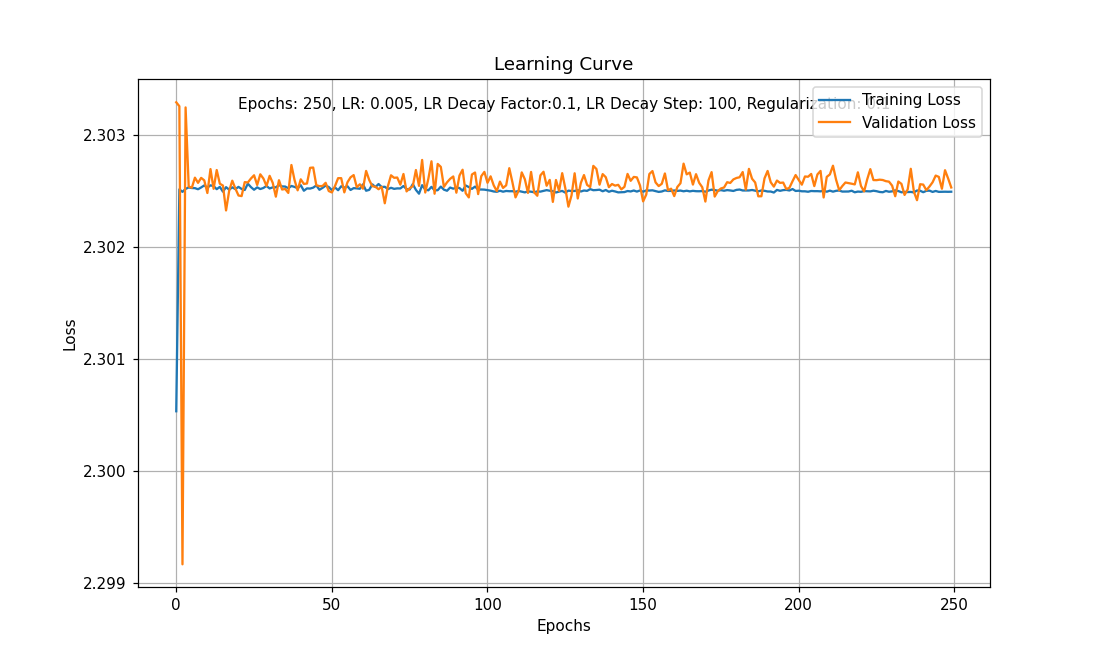 Learning Curve
Epochs: 250, LR: 0.005, LR Decay Factor:0.1, LR Decay Step: 100, Regularization: 0.1
Training Loss
Validation Loss
2.303
2.302
2.301
2.300
2.299
Loss
0 50 100 150 200 250
Epochs